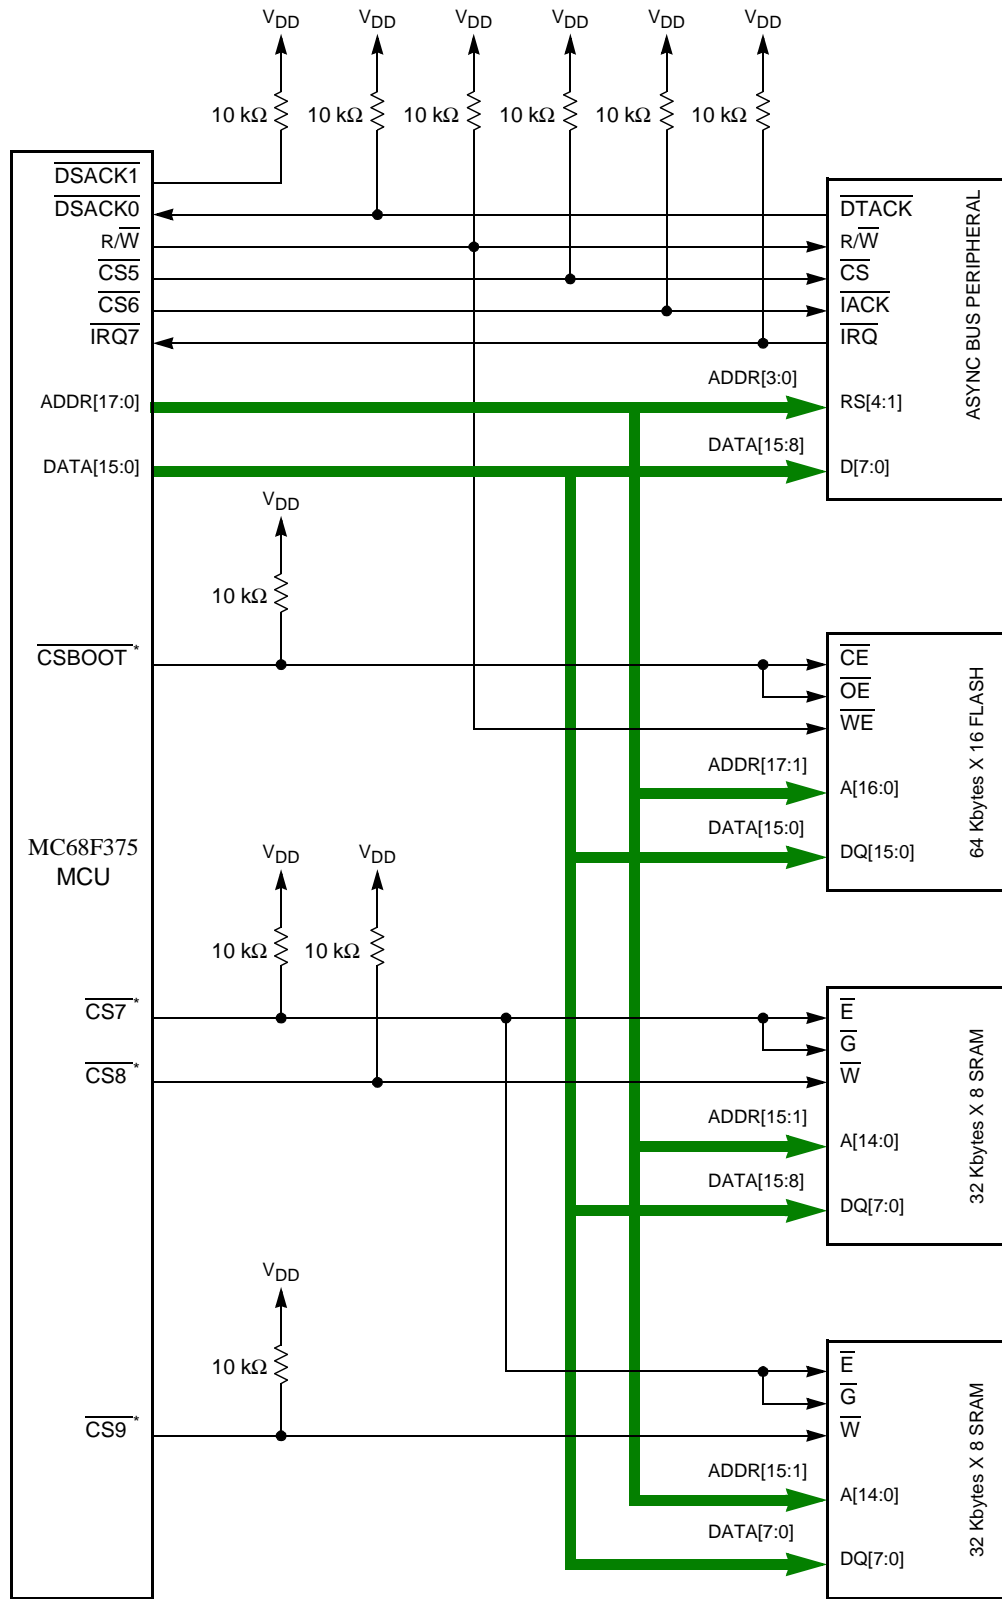 VDD VDD VDD VDD VDD VDD
10 kΩ 10 kΩ 10 kΩ 10 kΩ 10 kΩ 10 kΩ
DSACK1
DSACK0
R/W
CS5
CS6
IRQ7
ADDR[17:0]
DATA[15:0]
CSBOOT*
MC68F375
MCU
CS7*
CS8*
CS9*
ADDR[3:0]
DATA[15:8]
DTACK
R/W
CS
IACK
IRQ
RS[4:1]
D[7:0]
ASYNC BUS PERIPHERAL
VDD
10 kΩ
ADDR[17:1]
DATA[15:0]
CE
OE
WE
A[16:0]
DQ[15:0]
64 Kbytes X 16 FLASH
VDD VDD
10 kΩ 10 kΩ
ADDR[15:1]
DATA[15:8]
E
G
W
A[14:0]
DQ[7:0]
32 Kbytes X 8 SRAM
VDD
10 kΩ
ADDR[15:1]
DATA[7:0]
E
G
W
A[14:0]
DQ[7:0]
32 Kbytes X 8 SRAM